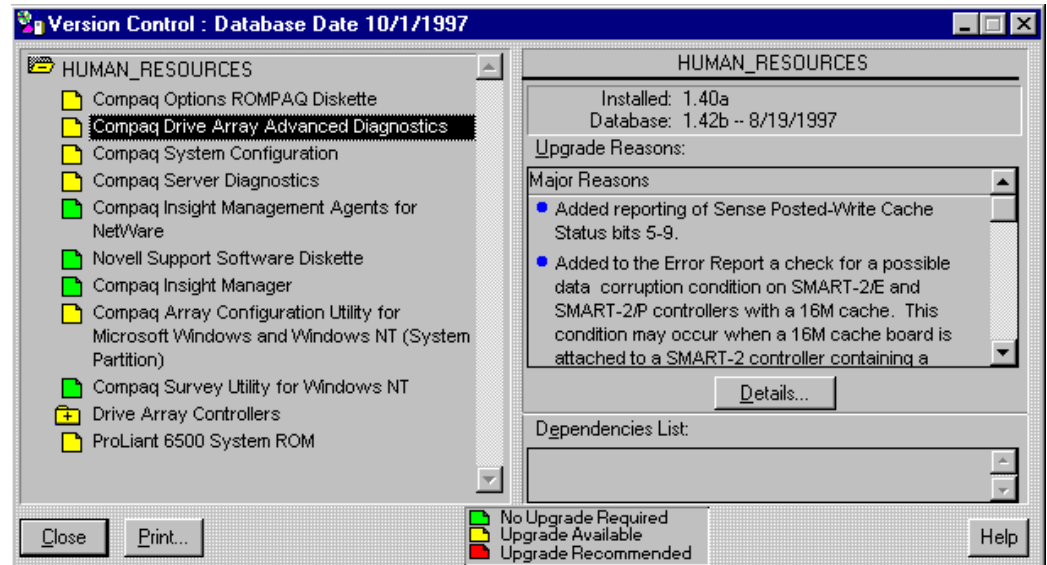 Version Control : Database Date 10/1/1997
HUMAN_RESOURCES
Compaq Options ROMPAQ Diskette
Compaq Drive Array Advanced Diagnostics
Compaq System Configuration
Compaq Server Diagnostics
Compaq Insight Management Agents for
NetWare
Novell Support Software Diskette
Compaq Insight Manager
Compaq Array Configuration Utility for
Microsoft Windows and Windows NT (System
Partition)
Compaq Survey Utility for Windows NT
Drive Array Controllers
ProLiant 6500 System ROM
HUMAN_RESOURCES
Installed: 1.40a
Database: 1.42b -- 8/19/1997
Upgrade Reasons:
Major Reasons
Added reporting of Sense Posted-Write Cache
Status bits 5-9.
Added to the Error Report a check for a possible
data corruption condition on SMART-2/E and
SMART-2/P controllers with a 16M cache. This
condition may occur when a 16M cache board is
attached to a SMART-2 controller containing a
Details...
Dependencies List:
Close
Print...
No Upgrade Required
Upgrade Available
Upgrade Recommended
Help